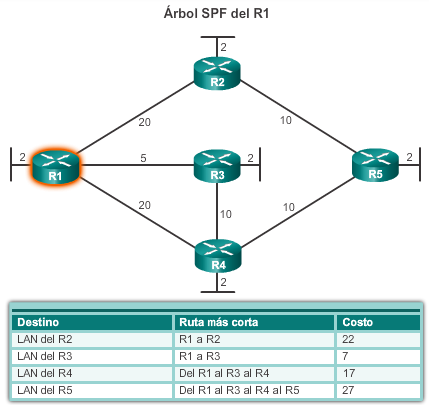 Árbol SPF del R1
2
R2
20
10
2
R1
5
R3
2
R5
2
20
10
10
R4
2
Destino Ruta más corta Costo
LAN del R2 R1 a R2 22
LAN del R3 R1 a R3 7
LAN del R4 Del R1 al R3 al R4 17
LAN del R5 Del R1 al R3 al R4 al R5 27